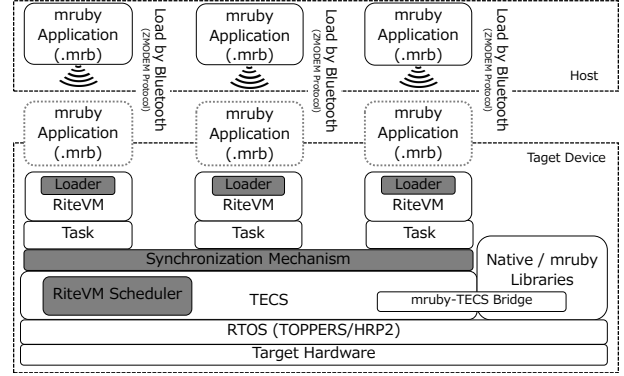 mruby
Application
(.mrb)
Load by Bluetooth
(ZMODEM Protocol)
mruby
Application
(.mrb)
Load by Bluetooth
(ZMODEM Protocol)
mruby
Application
(.mrb)
Load by Bluetooth
(ZMODEM Protocol)
Host
mruby
Application
(.mrb)
mruby
Application
(.mrb)
mruby
Application
(.mrb)
Taget Device
Loader
RiteVM
Loader
RiteVM
Loader
RiteVM
Task
Task
Task
Synchronization Mechanism
Native / mruby
Libraries
RiteVM Scheduler
TECS
mruby-TECS Bridge
RTOS (TOPPERS/HRP2)
Target Hardware